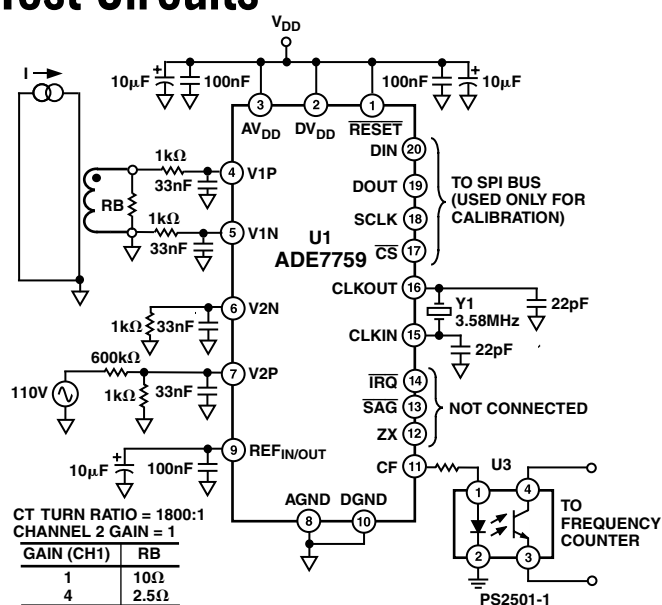 Test Circuits
VDD
I
10µF
100nF
100nF
10µF
3
2
1
AVDD
DVDD
RESET
1kΩ
4
V1P
33nF
RB
1kΩ
5
V1N
33nF
U1
ADE7759
DIN
20
DOUT
19
SCLK
18
CS
17
TO SPI BUS
(USED ONLY FOR
CALIBRATION)
CLKOUT
16
Y1
3.58MHz
22pF
CLKIN
15
22pF
6
V2N
1kΩ
33nF
600kΩ
7
V2P
110V
1kΩ
33nF
IRQ
14
SAG
13
NOT CONNECTED
ZX
12
9
REFIN/OUT
10µF
100nF
CF
11
U3
1
4
2
3
TO
FREQUENCY
COUNTER
PS2501-1
AGND
DGND
8
10
CT TURN RATIO = 1800:1
CHANNEL 2 GAIN = 1
GAIN (CH1) RB
1 10Ω
4 2.5Ω